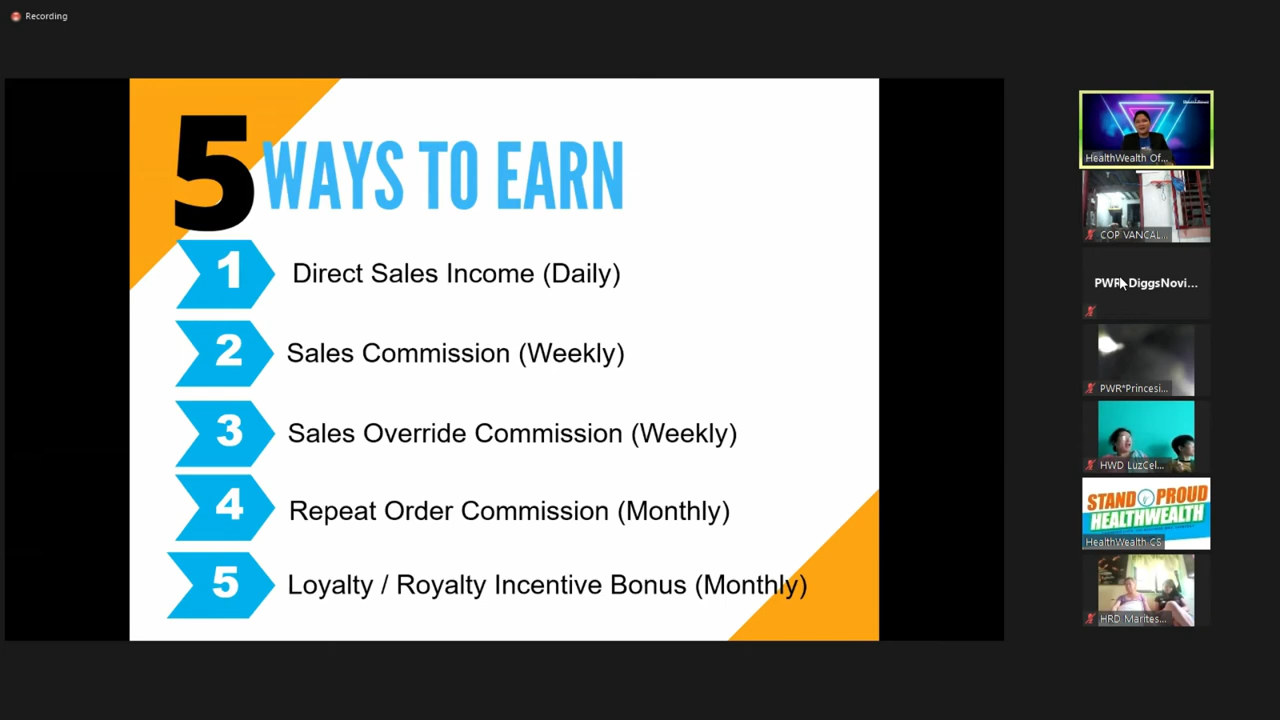 Recording
5 WAYS TO EARN
1 Direct Sales Income (Daily)
2 Sales Commission (Weekly)
3 Sales Override Commission (Weekly)
4 Repeat Order Commission (Monthly)
5 Loyalty / Royalty Incentive Bonus (Monthly)
HealthWealth Of...
COP VANCAL...
DiggsNovi...
PWR*Princesi...
HWD LuzCel...
STAND PROUD
HEALTHWEALTH
HealthWealth CS
HRD Marites...